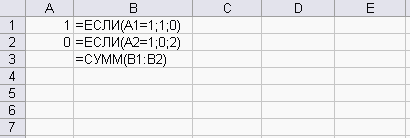 A B C D E
1 1 =ЕСЛИ(A1=1;1;0)
2 0 =ЕСЛИ(A2=1;0;2)
3 =СУММ(B1:B2)
4
5
6
7